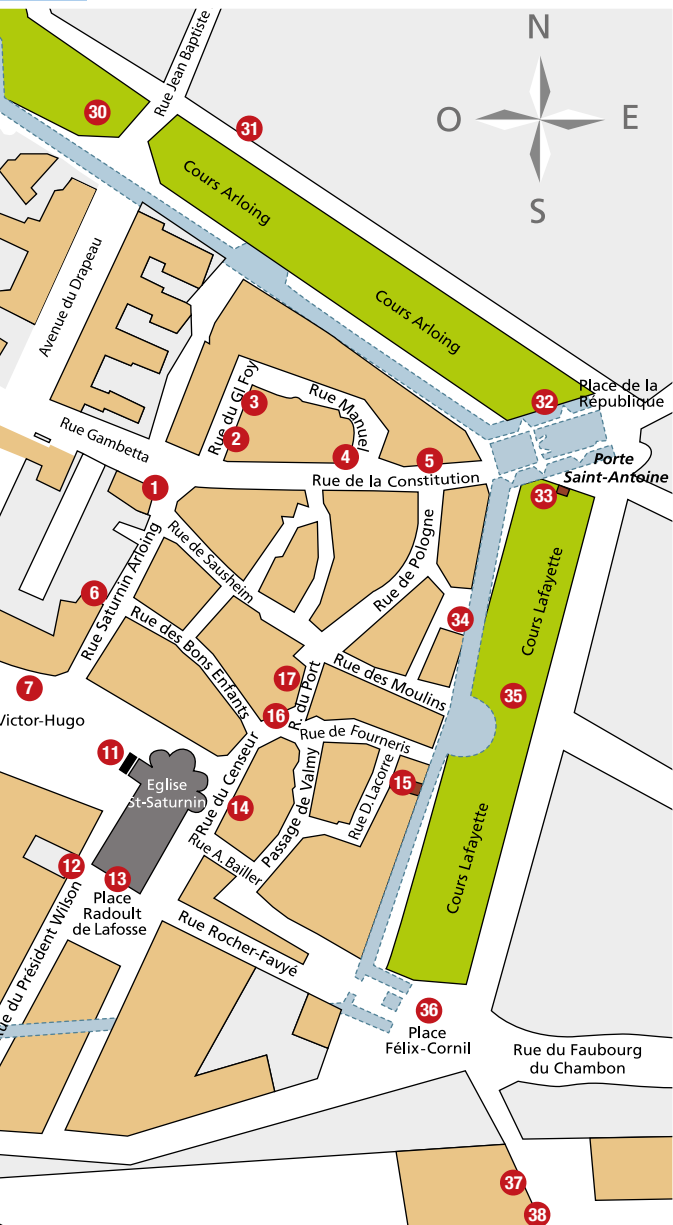 N
O
E
S
Rue Jean Baptiste
30
31
Cours Arloing
Cours Arloing
Avenue du Drapeau
32
Place de la
République
Rue du Gl Foy
Rue Manuel
3
2
4
5
Rue Gambetta
Rue de la Constitution
Porte
Saint-Antoine
1
33
Rue Saturnin Arloing
Rue de Sausheim
Rue de Pologne
Cours Lafayette
6
34
Rue des Bons Enfants
Rue des Moulins
7
17
R. du Port
35
16
Victor-Hugo
Rue de Fourneris
11
Eglise
St-Saturnin
Rue du Censeur
Passage de Valmy
Rue D. Lacorre
15
14
Cours Lafayette
Rue A. Bailler
12
13
Place
Radoult
de Lafosse
Rue du Président Wilson
Rue Rocher-Favyé
36
Place
Félix-Cornil
Rue du Faubourg
du Chambon
37
38